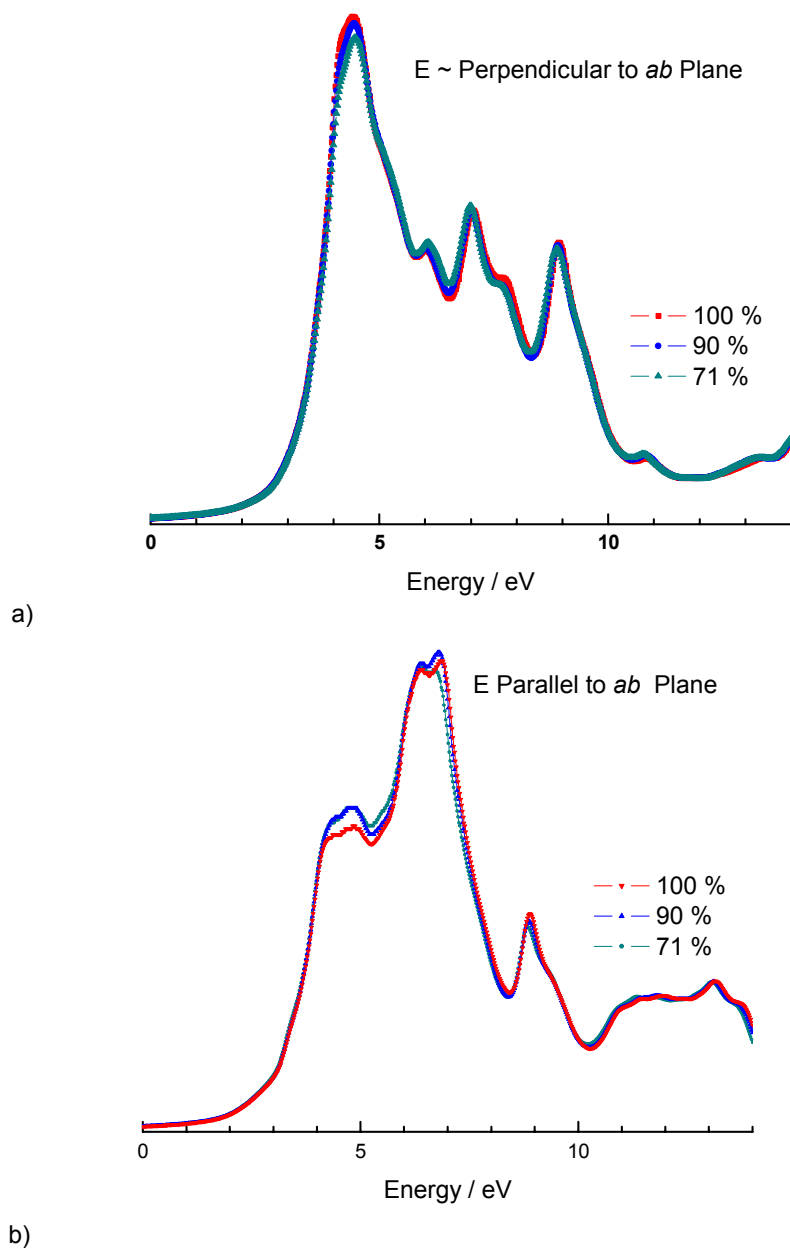 E ~ Perpendicular to ab Plane
100 %
90 %
71 %
0
5
10
Energy / eV
a)
E Parallel to ab Plane
100 %
90 %
71 %
0
5
10
Energy / eV
b)